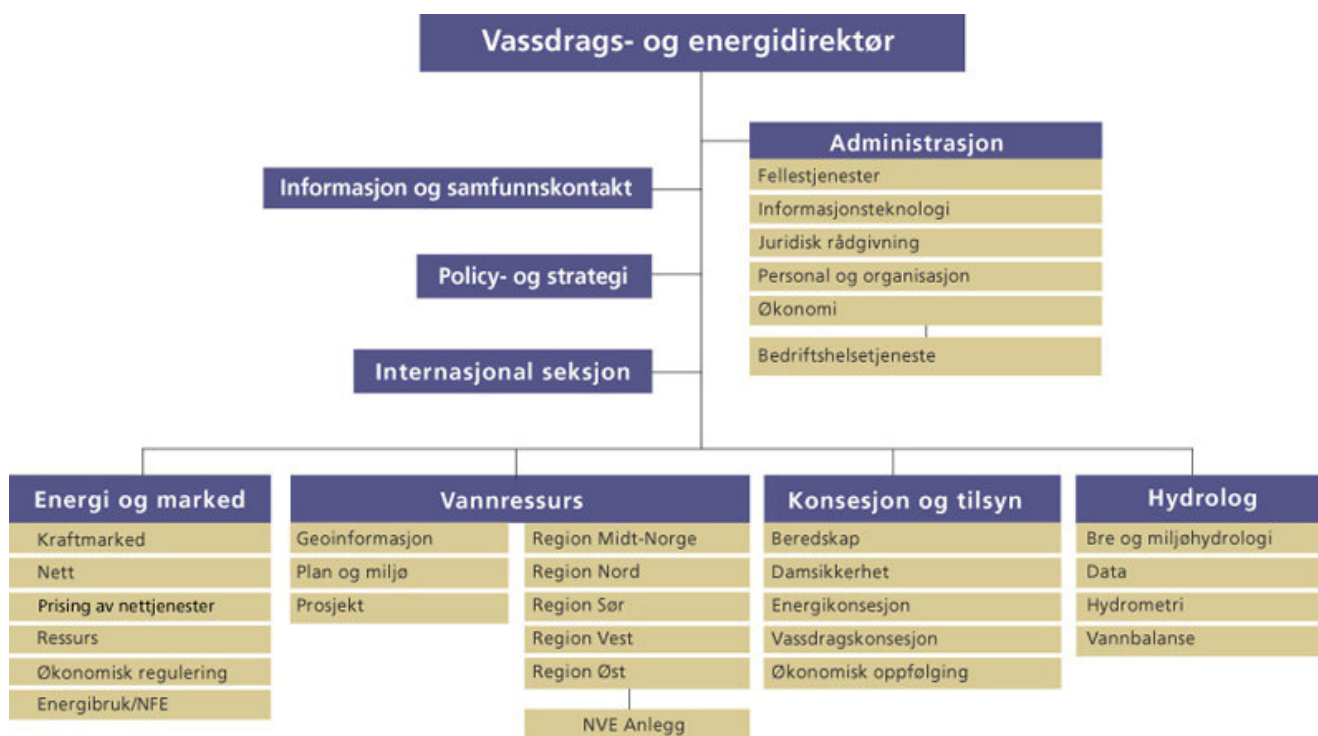 Vassdrags- og energidirektør
Administrasjon
Fellestjenester
Informasjonsteknologi
Juridisk rådgivning
Personal og organisasjon
Økonomi
Bedriftshelsetjeneste
Informasjon og samfunnskontakt
Policy- og strategi
Internasjonal seksjon
Energi og marked
Kraftmarked
Nett
Prising av nettjenester
Ressurs
Økonomisk regulering
Energibruk/NFE
Vannressurs
Geoinformasjon
Plan og miljø
Prosjekt
Region Midt-Norge
Region Nord
Region Sør
Region Vest
Region Øst
NVE Anlegg
Konsesjon og tilsyn
Beredskap
Damsikkerhet
Energikonsesjon
Vassdragskonsesjon
Økonomisk oppfølging
Hydrolog
Bre og miljøhydrologi
Data
Hydrometri
Vannbalanse